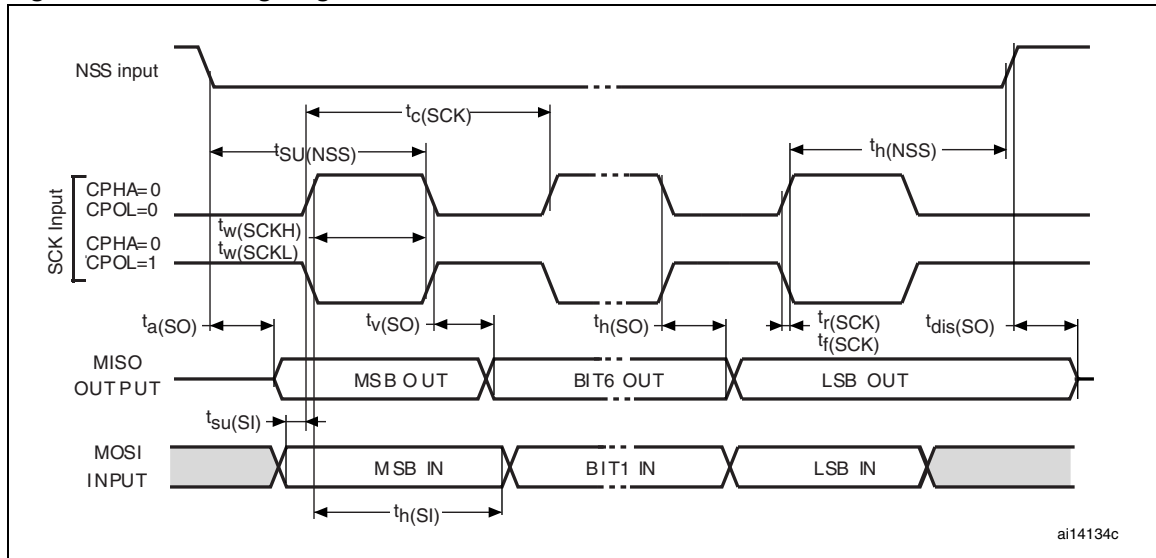 NSS input
tc(SCK)
tSU(NSS)
th(NSS)
SCK Input
CPHA=0
CPOL=0
tw(SCKH)
CPHA=0
tw(SCKL)
CPOL=1
ta(SO)
tv(SO)
th(SO)
tr(SCK)
tf(SCK)
tdis(SO)
MISO
OUTPUT
MSB OUT
BIT6 OUT
LSB OUT
tsu(SI)
MOSI
INPUT
MSB IN
BIT1 IN
LSB IN
th(SI)
ai14134c